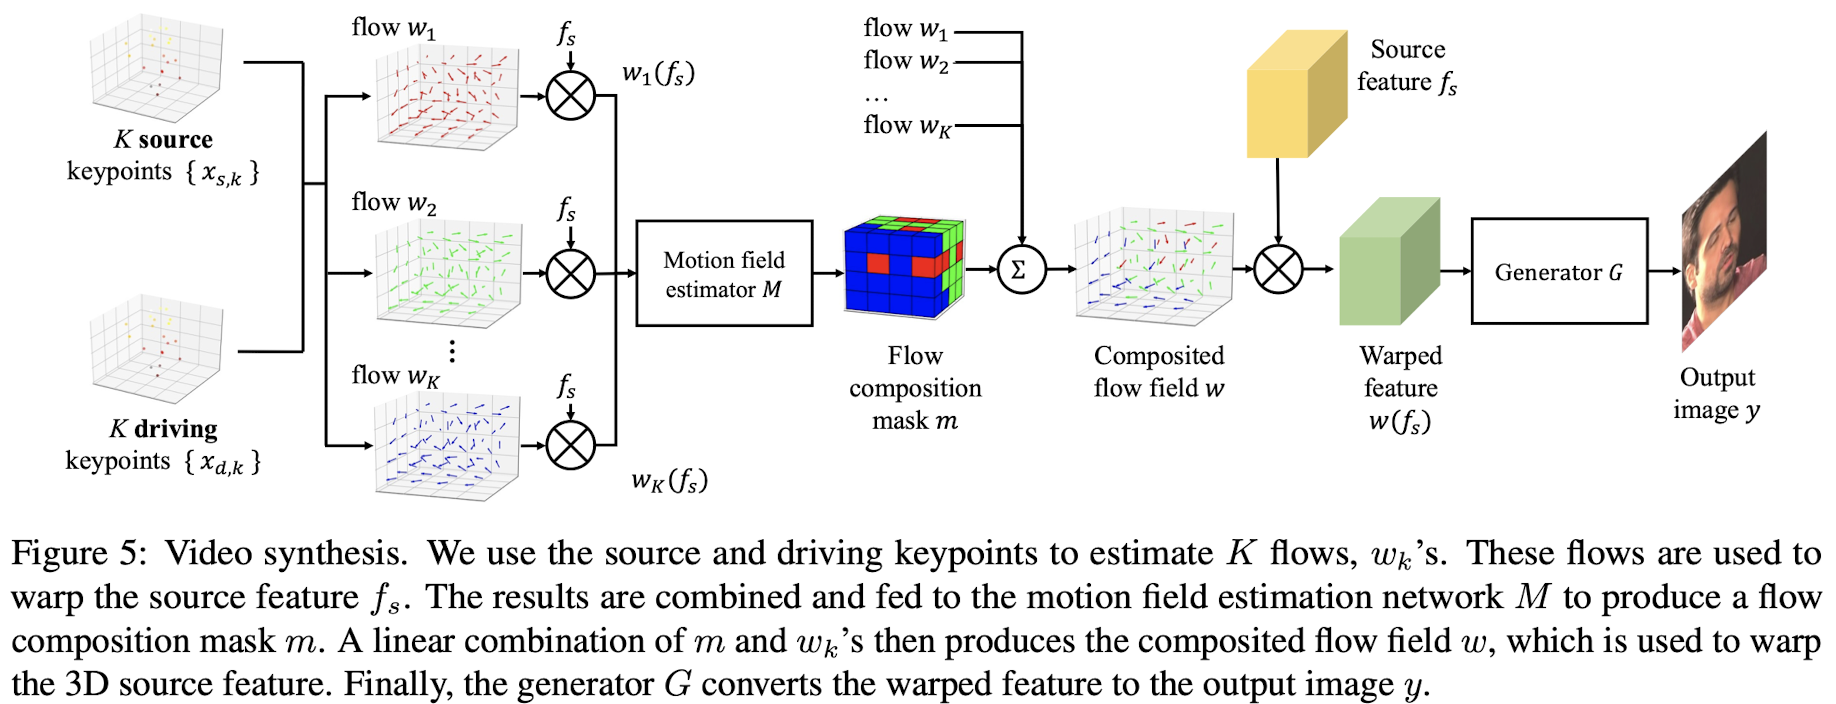 K source
keypoints { x_{s,k} }
K driving
keypoints { x_{d,k} }
flow w_1
f_s
w_1(f_s)
flow w_2
f_s
⋮
flow w_K
f_s
w_K(f_s)
Motion field
estimator M
Flow
composition
mask m
flow w_1
flow w_2
…
flow w_K
Σ
Composited
flow field w
Source
feature f_s
Warped
feature
w(f_s)
Generator G
Output
image y
Figure 5: Video synthesis. We use the source and driving keypoints to estimate K flows, w_k’s. These flows are used to
warp the source feature f_s. The results are combined and fed to the motion field estimation network M to produce a flow
composition mask m. A linear combination of m and w_k’s then produces the composited flow field w, which is used to warp
the 3D source feature. Finally, the generator G converts the warped feature to the output image y.